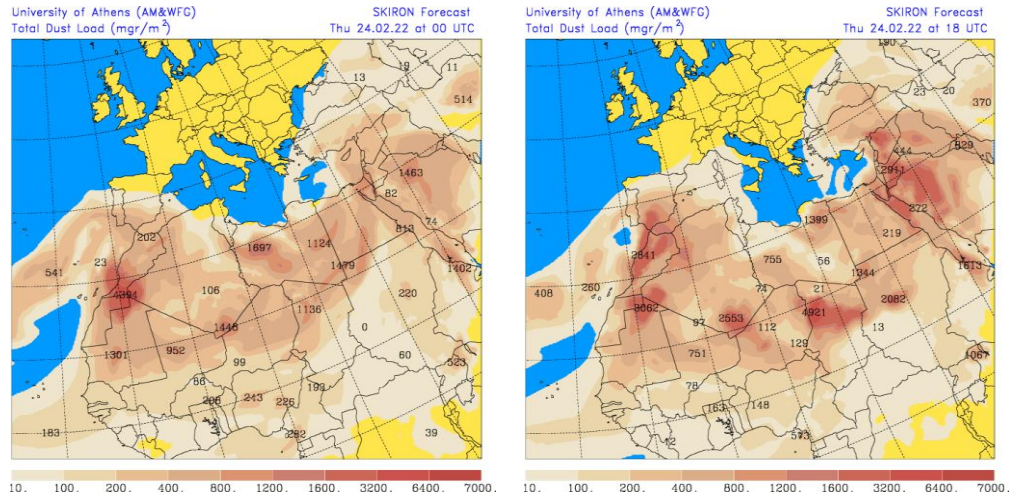 University of Athens (AM&WFG) SKIRON Forecast
Total Dust Load (mgr/m²) Thu 24.02.22 at 00 UTC
13 19 11
514
1463
82
74
202
1697 1124 813
23
541 1479 1402
4394 106 220
1136
1448 0
1301 952
99 60 523
86
298 243 226 193
183 282 39
10. 100. 200. 400. 800. 1200. 1600. 3200. 6400. 7000.
University of Athens (AM&WFG) SKIRON Forecast
Total Dust Load (mgr/m²) Thu 24.02.22 at 18 UTC
190
23 20
370
444 829
2911
272
1399
219
2641 755 56
1344 1613
408 260 74 21
3062 2082
97 2553 4921
112 13
751 129
1067
78
163 148
12 573
10. 100. 200. 400. 800. 1200. 1600. 3200. 6400. 7000.